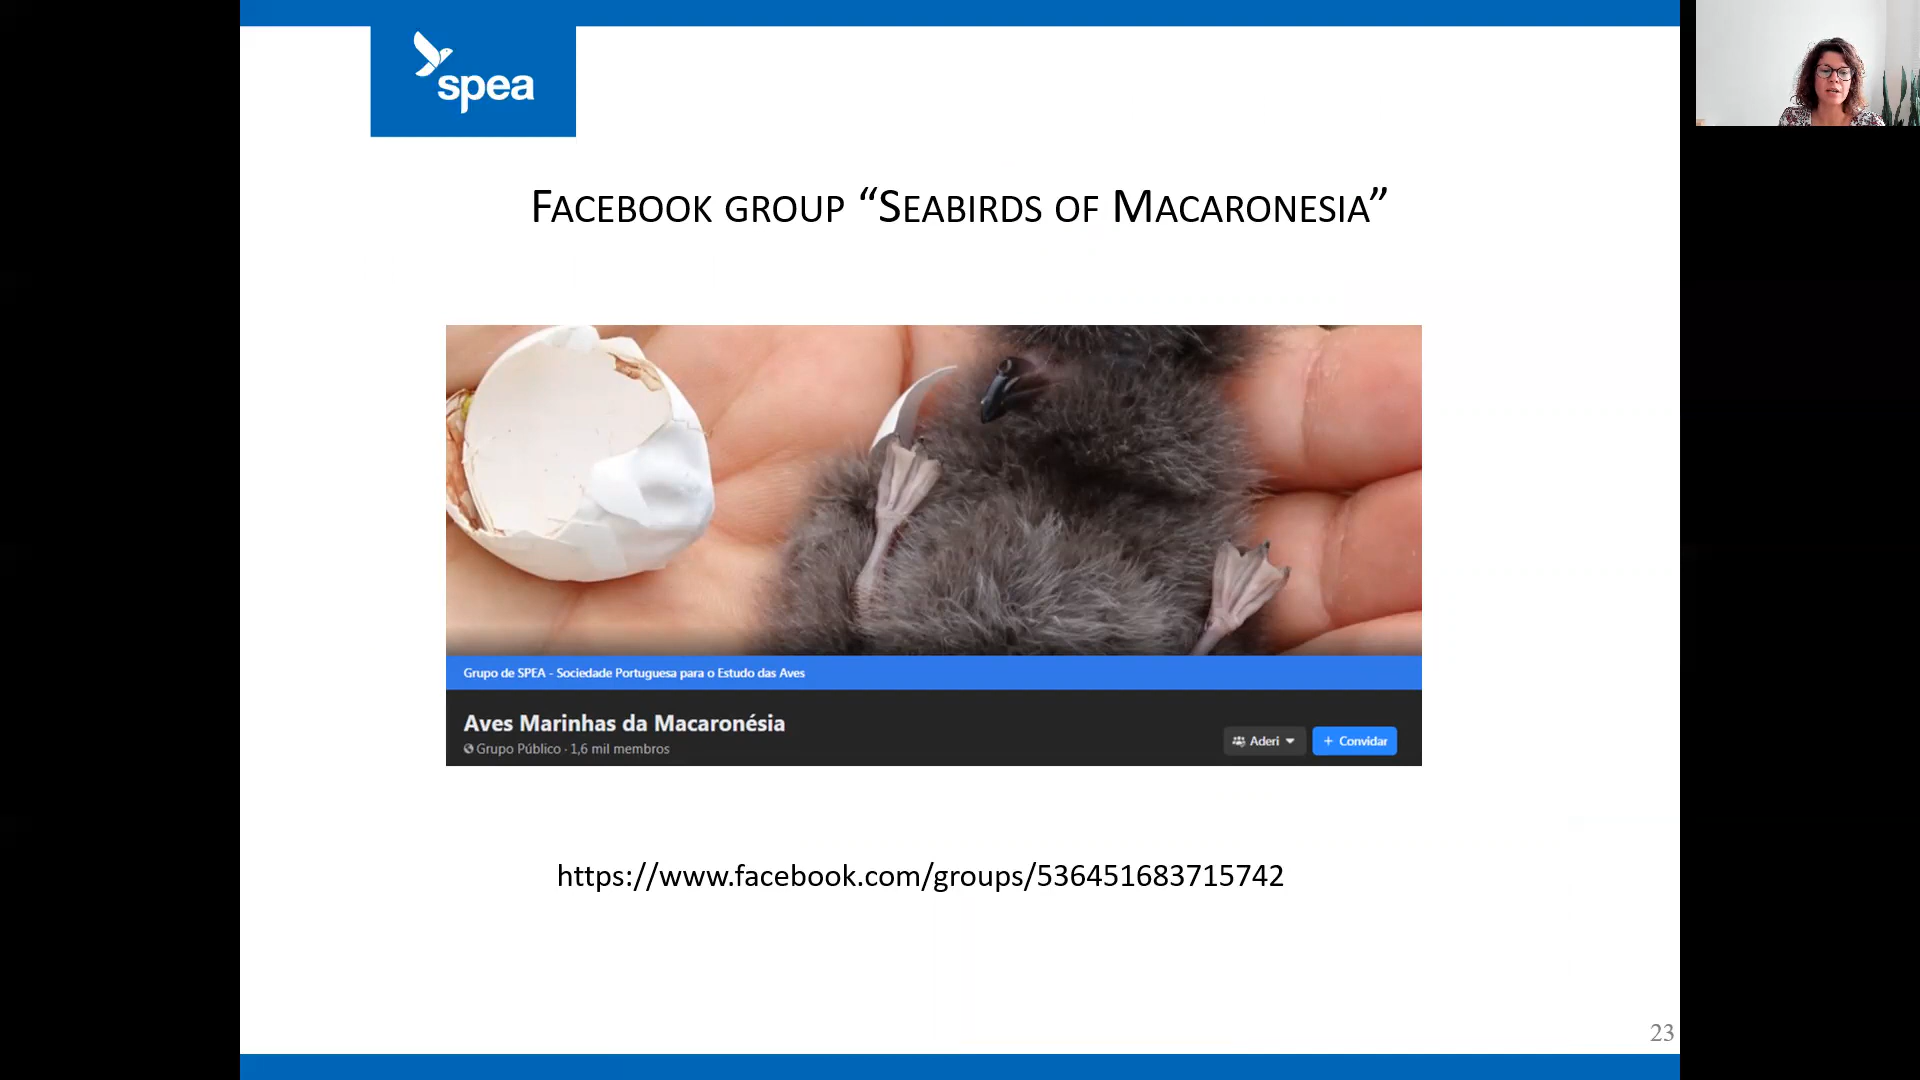 spea
Facebook group “Seabirds of Macaronesia”
Grupo de SPEA - Sociedade Portuguesa para o Estudo das Aves
Aves Marinhas da Macaronésia
Grupo Público · 1,6 mil membros
Aderi
+ Convidar
https://www.facebook.com/groups/536451683715742
23